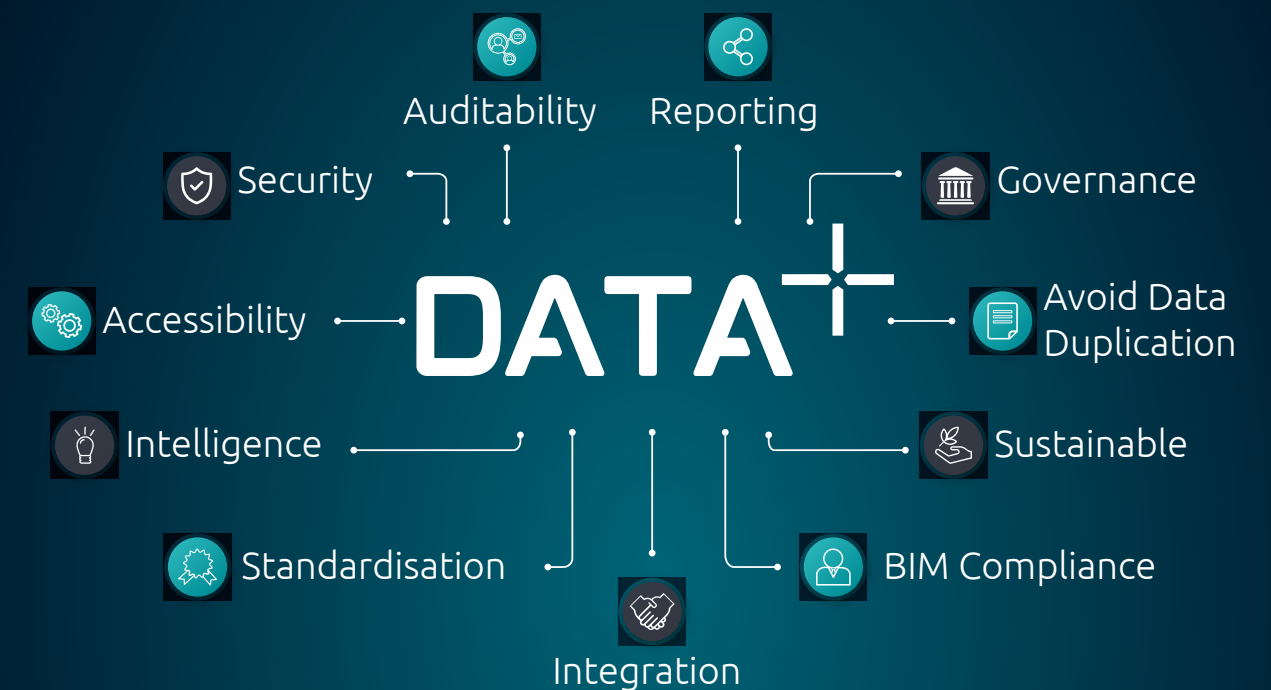 Auditability
Reporting
Security
Governance
DATA+
Accessibility
Avoid Data
Duplication
Intelligence
Sustainable
Standardisation
BIM Compliance
Integration